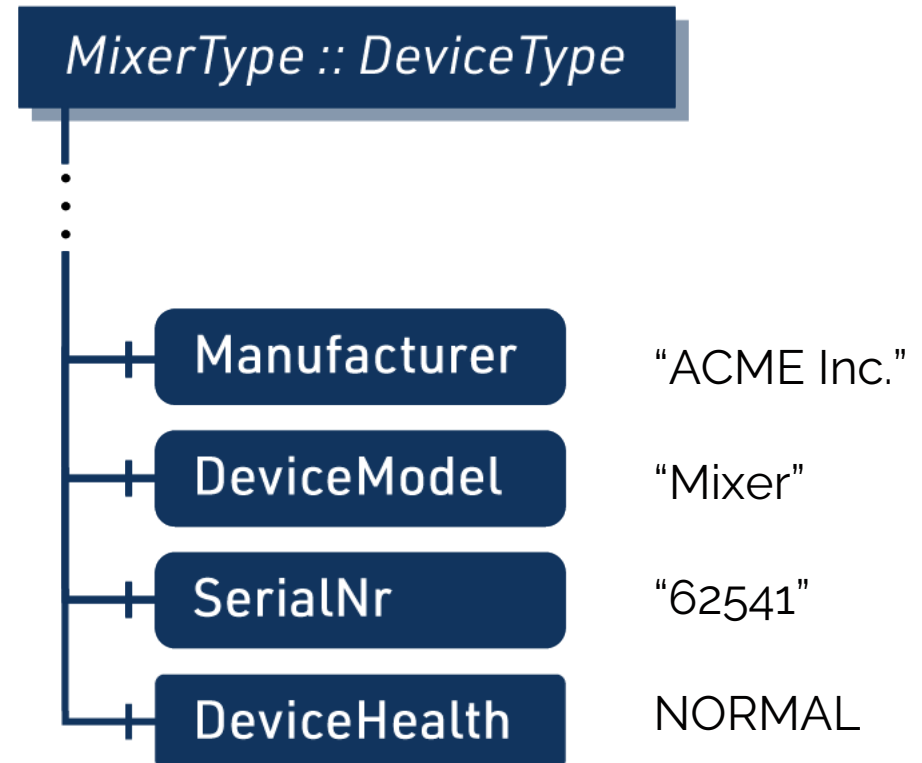 MixerType :: DeviceType
Manufacturer “ACME Inc.”
DeviceModel “Mixer”
SerialNr “62541”
DeviceHealth NORMAL